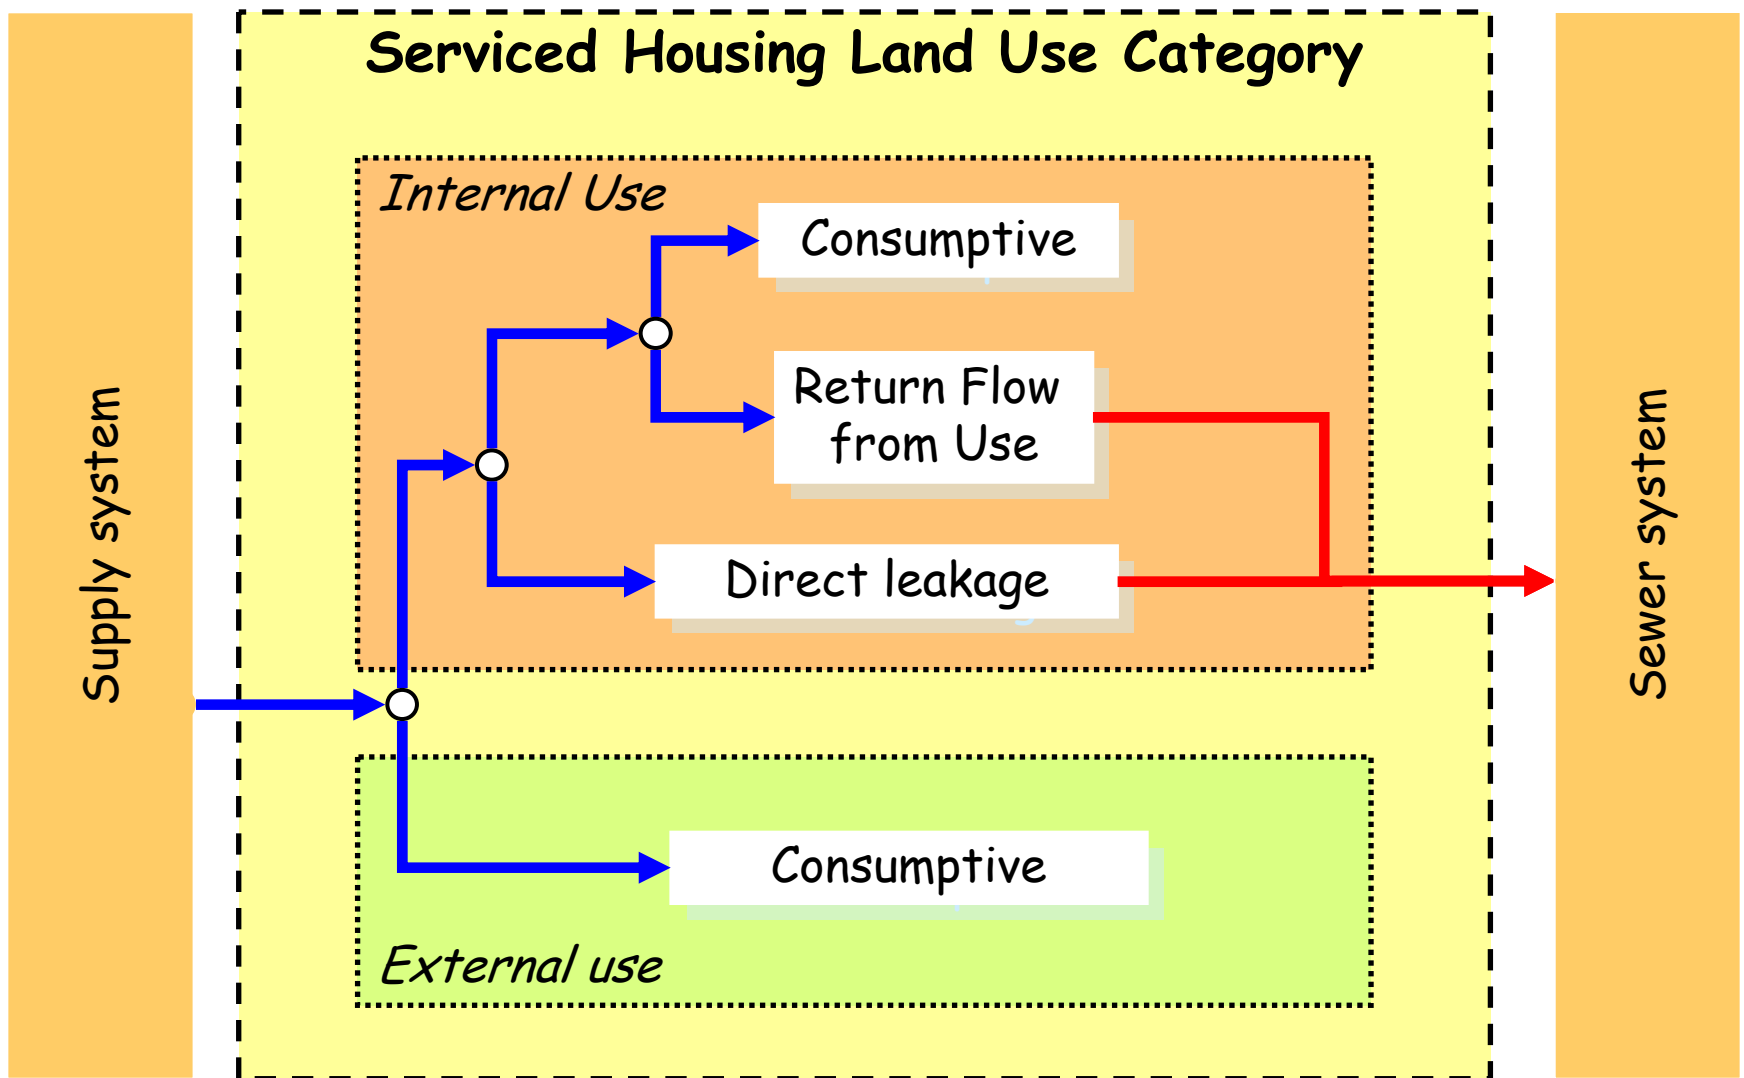 Serviced Housing Land Use Category
Supply system
Internal Use
Consumptive
Return Flow
from Use
Direct leakage
Consumptive
External use
Sewer system